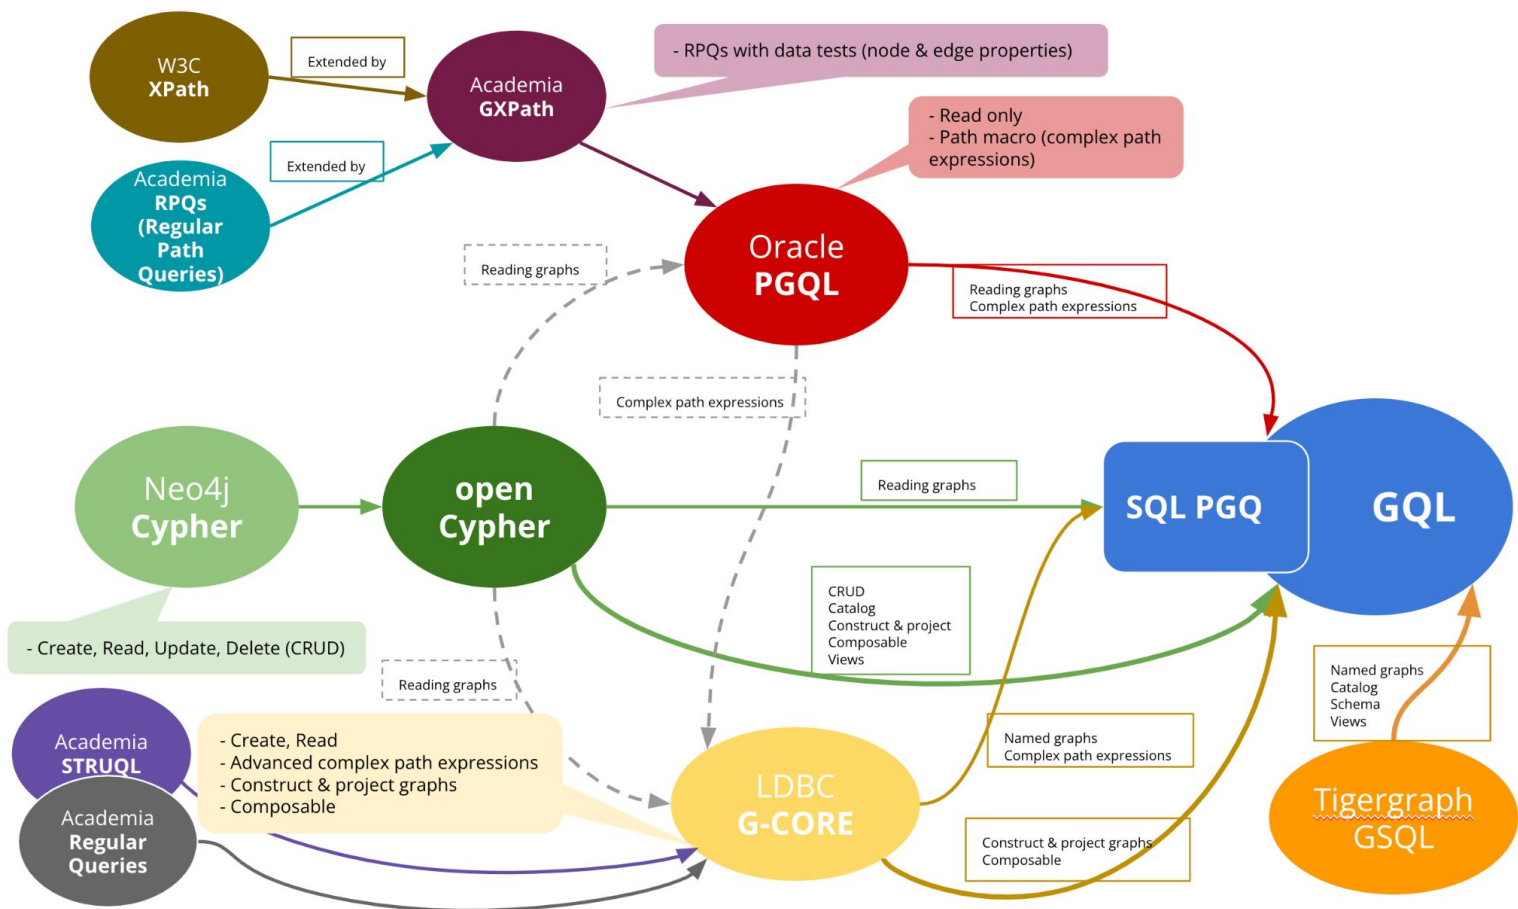 W3C
XPath
Extended by
Academia
GXPath
- RPQs with data tests (node & edge properties)
- Read only
- Path macro (complex path
expressions)
Extended by
Academia
RPQs
(Regular
Path
Queries)
Oracle
PGQL
Reading graphs
Reading graphs
Complex path expressions
Complex path expressions
Neo4j
Cypher
open
Cypher
Reading graphs
SQL PGQ
GQL
CRUD
Catalog
Construct & project
Composable
Views
- Create, Read, Update, Delete (CRUD)
Reading graphs
Named graphs
Catalog
Schema
Views
Academia
STRUQL
- Create, Read
- Advanced complex path expressions
- Construct & project graphs
- Composable
Named graphs
Complex path expressions
LDBC
G-CORE
Tigergraph
GSQL
Academia
Regular
Queries
Construct & project graphs
Composable